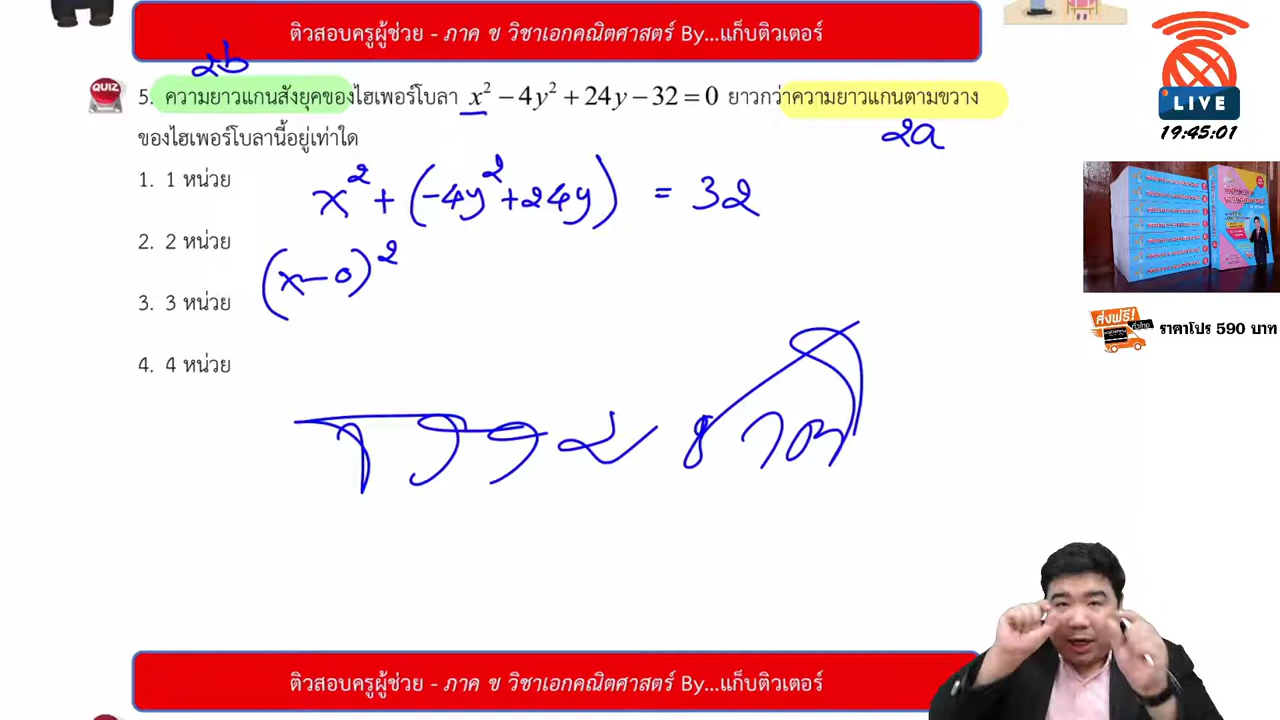 ติวสอบครูผู้ช่วย - ภาค ข วิชาเอกคณิตศาสตร์ By...แก็บติวเตอร์
LIVE
19:45:01
2b
QUIZ
5. ความยาวแกนสังยุคของไฮเพอร์โบลา x² − 4y² + 24y − 32 = 0 ยาวกว่าความยาวแกนตามขวาง
ของไฮเพอร์โบลานี้อยู่เท่าใด
2a
1. 1 หน่วย
x² + (−4y² + 24y) = 32
2. 2 หน่วย
(x − 0)²
3. 3 หน่วย
4. 4 หน่วย
ส่งฟรี!
ทั่วไทย
ราคาโปร 590 บาท
ติวสอบครูผู้ช่วย - ภาค ข วิชาเอกคณิตศาสตร์ By...แก็บติวเตอร์